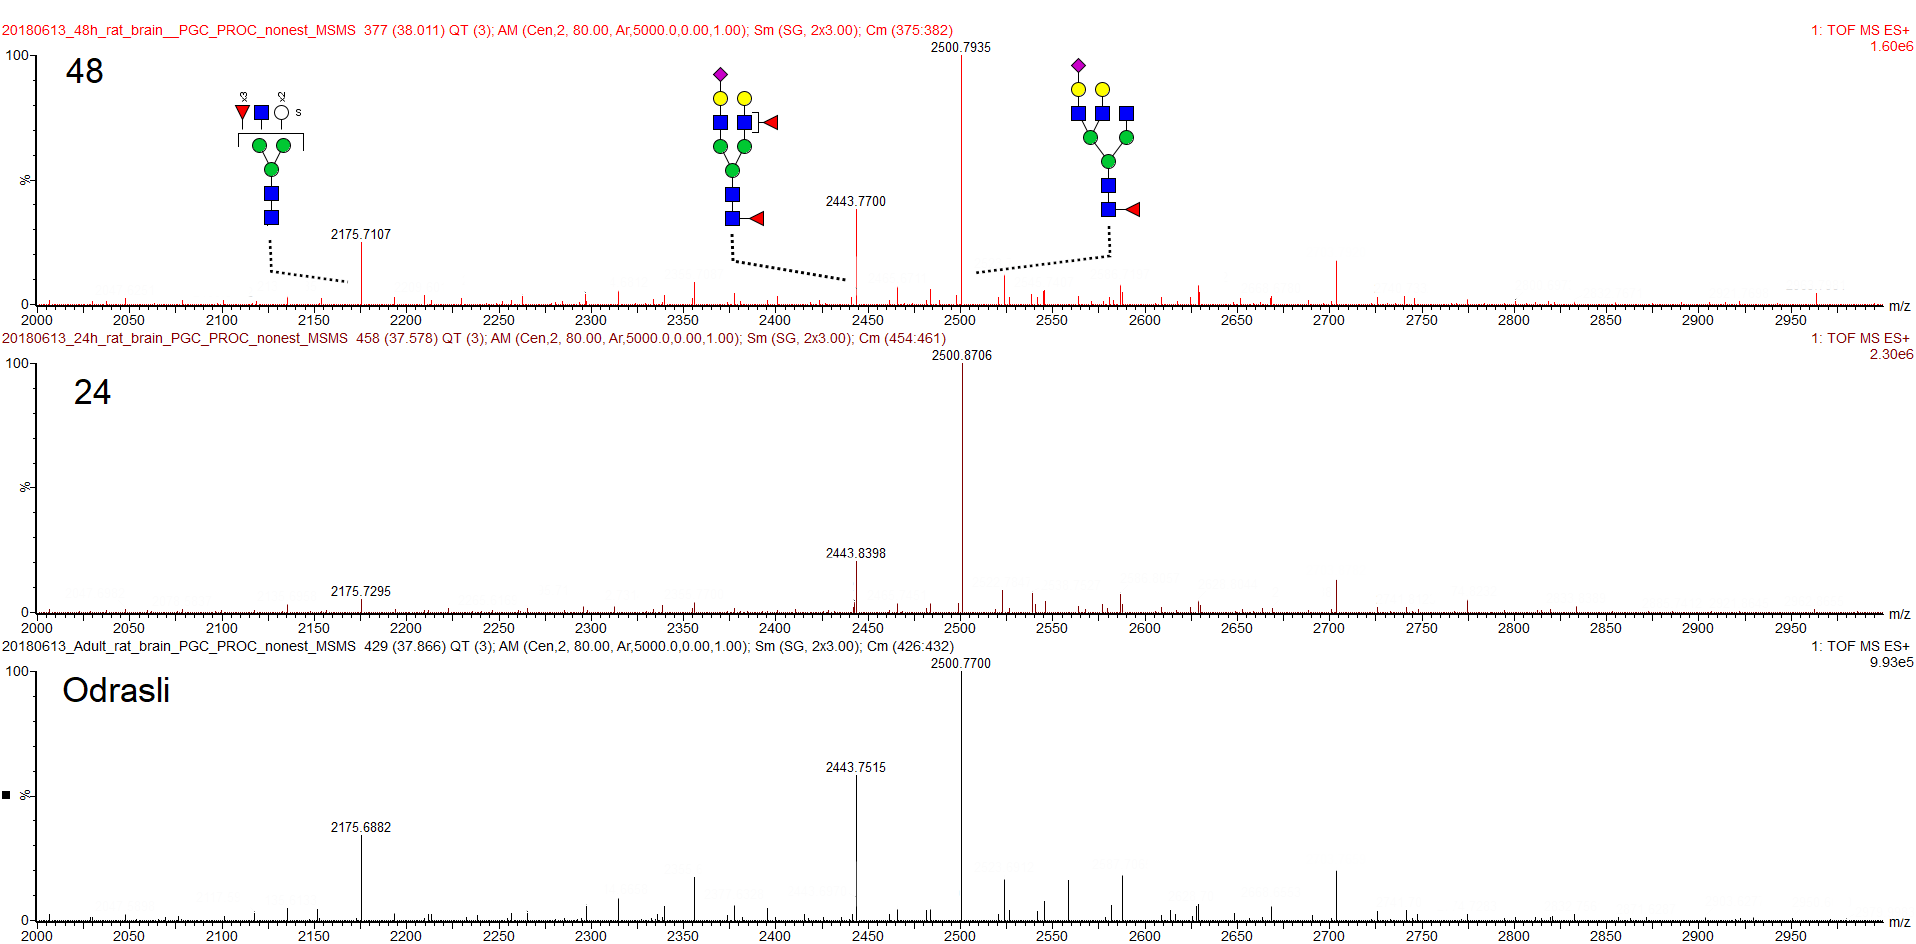 20180613_48h_rat_brain__PGC_PROC_nonest_MSMS 377 (38.011) QT (3); AM (Cen,2, 80.00, Ar,5000.0,0.00,1.00); Sm (SG, 2x3.00); Cm (375:382)
1: TOF MS ES+
1.60e6
100
48
x3
x2
s
2500.7935
2443.7700
2175.7107
%
0
2000 2050 2100 2150 2200 2250 2300 2350 2400 2450 2500 2550 2600 2650 2700 2750 2800 2850 2900 2950 m/z
20180613_24h_rat_brain_PGC_PROC_nonest_MSMS 458 (37.578) QT (3); AM (Cen,2, 80.00, Ar,5000.0,0.00,1.00); Sm (SG, 2x3.00); Cm (454:461)
1: TOF MS ES+
2.30e6
100
24
2500.8706
2443.8398
2175.7295
%
0
2000 2050 2100 2150 2200 2250 2300 2350 2400 2450 2500 2550 2600 2650 2700 2750 2800 2850 2900 2950 m/z
20180613_Adult_rat_brain_PGC_PROC_nonest_MSMS 429 (37.866) QT (3); AM (Cen,2, 80.00, Ar,5000.0,0.00,1.00); Sm (SG, 2x3.00); Cm (426:432)
1: TOF MS ES+
9.93e5
100
Odrasli
2500.7700
2443.7515
2175.6882
%
0
2000 2050 2100 2150 2200 2250 2300 2350 2400 2450 2500 2550 2600 2650 2700 2750 2800 2850 2900 2950 m/z